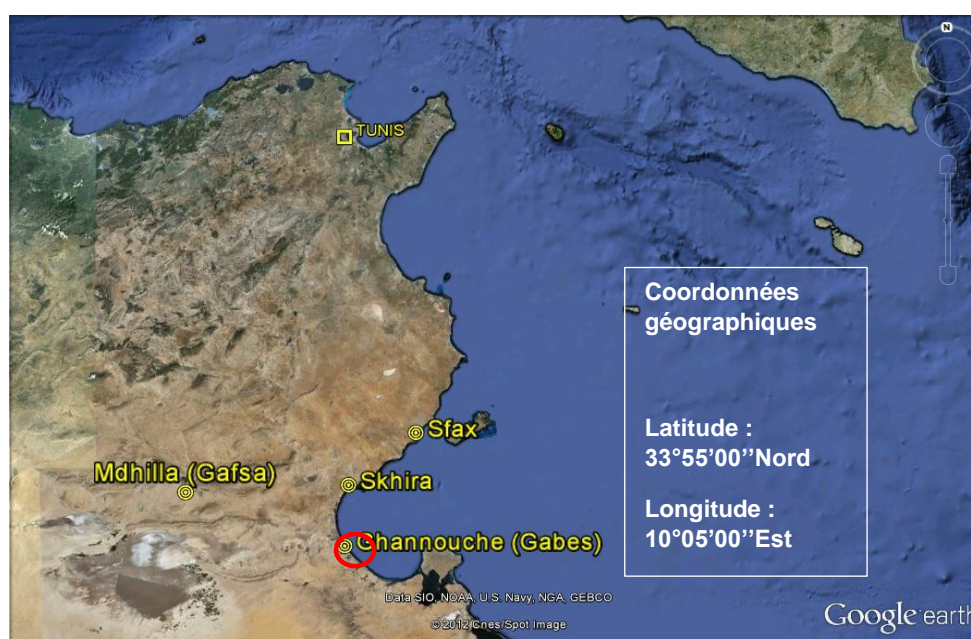 N
TUNIS
Coordonnées
géographiques
Latitude :
33°55’00’’Nord
Longitude :
10°05’00’’Est
Sfax
Mdhilla (Gafsa)
Skhira
Ghannouche (Gabes)
Data SIO, NOAA, U.S. Navy, NGA, GEBCO
© 2012 Cnes/Spot Image
Google earth